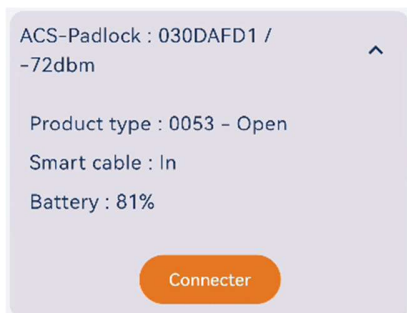 ACS-Padlock : 030DAFD1 /
-72dbm
Product type : 0053 - Open
Smart cable : In
Battery : 81%
Connecter